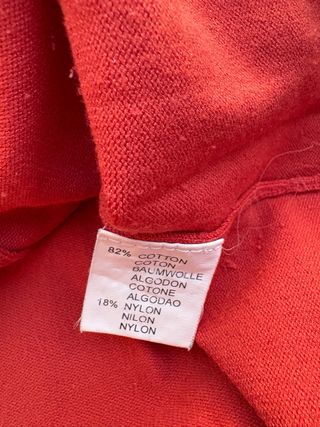 82% COTTON
COTON
BAUMWOLLE
ALGODON
COTONE
ALGODAO
18% NYLON
NILON
NYLON